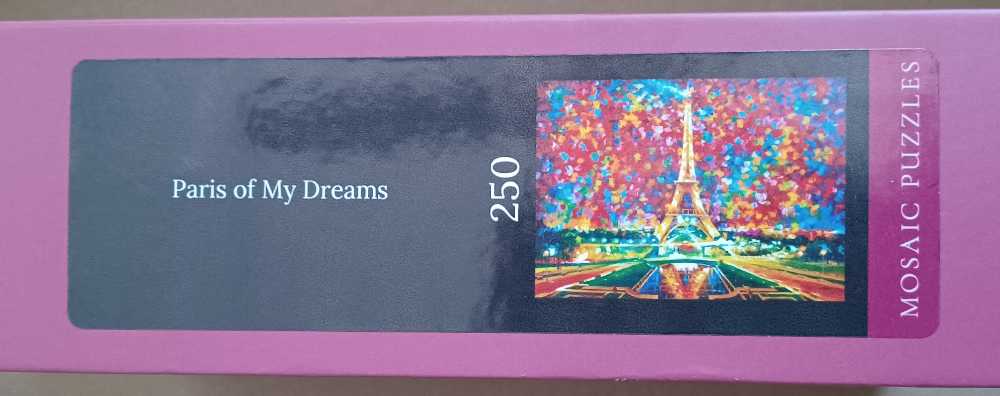 Paris of My Dreams
250
MOSAIC PUZZLES